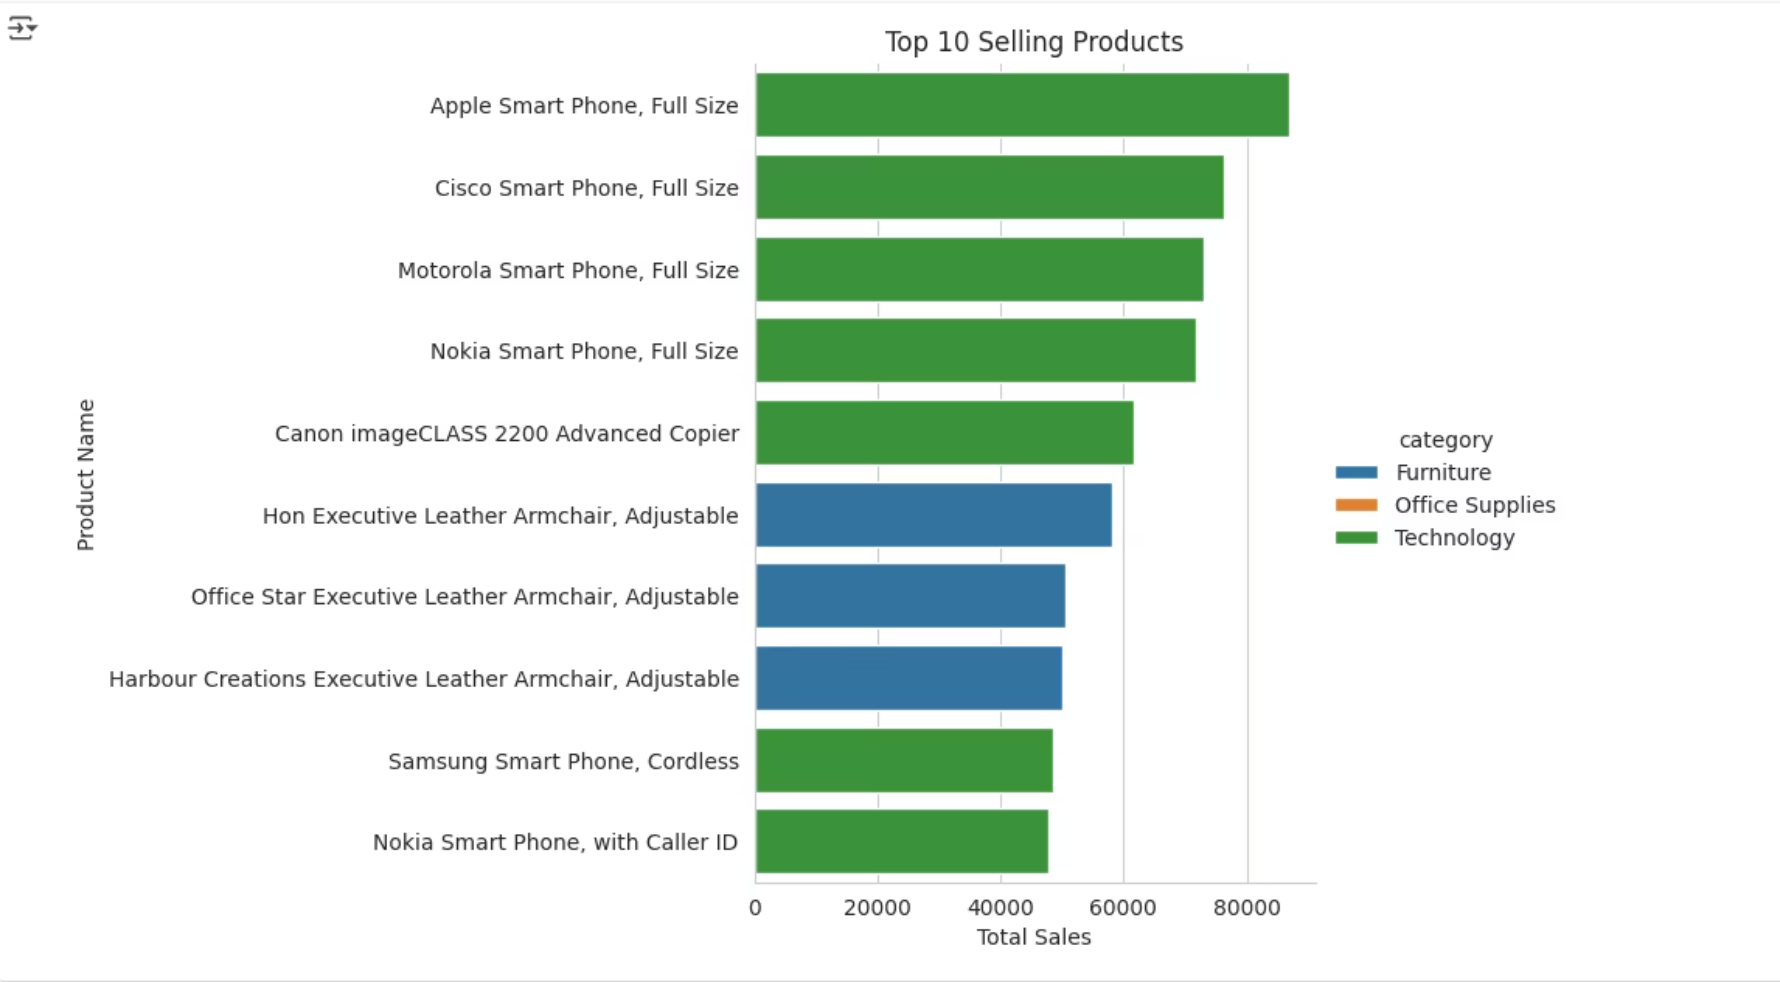 Top 10 Selling Products
Apple Smart Phone, Full Size
Cisco Smart Phone, Full Size
Motorola Smart Phone, Full Size
Nokia Smart Phone, Full Size
Canon imageCLASS 2200 Advanced Copier
Hon Executive Leather Armchair, Adjustable
Office Star Executive Leather Armchair, Adjustable
Harbour Creations Executive Leather Armchair, Adjustable
Samsung Smart Phone, Cordless
Nokia Smart Phone, with Caller ID
Product Name
0 20000 40000 60000 80000
Total Sales
category
Furniture
Office Supplies
Technology